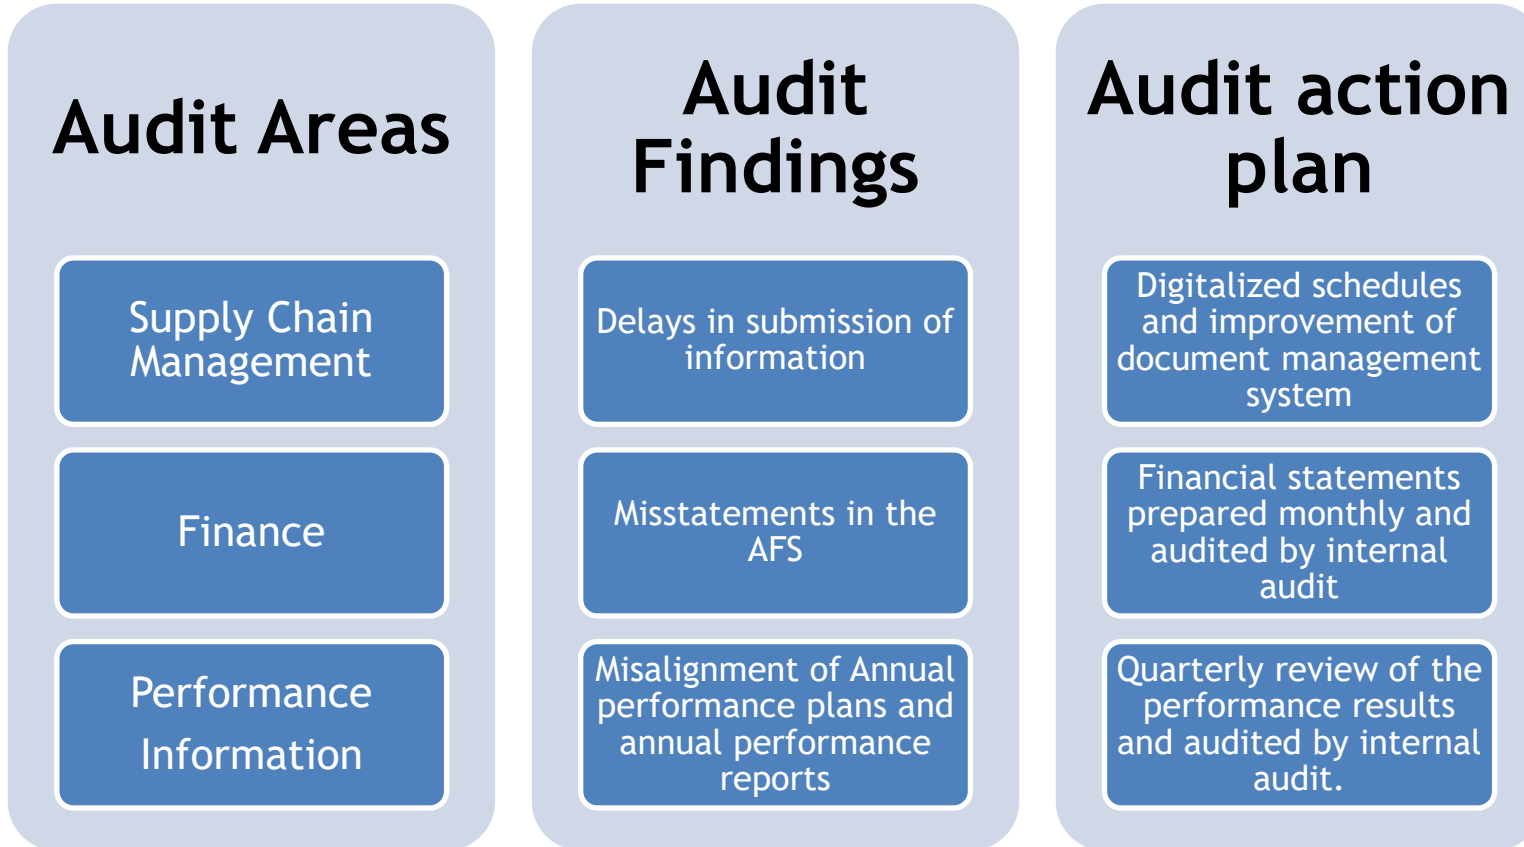 Audit Areas
Supply Chain
Management
Finance
Performance
Information
Audit
Findings
Delays in submission of
information
Misstatements in the
AFS
Misalignment of Annual
performance plans and
annual performance
reports
Audit action
plan
Digitalized schedules
and improvement of
document management
system
Financial statements
prepared monthly and
audited by internal
audit
Quarterly review of the
performance results
and audited by internal
audit.